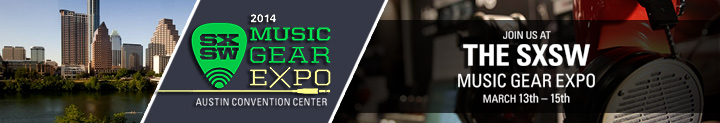 2014
SX
SW
MUSIC
GEAR
EXPO
AUSTIN CONVENTION CENTER
JOIN US AT
THE SXSW
MUSIC GEAR EXPO
MARCH 13th – 15th